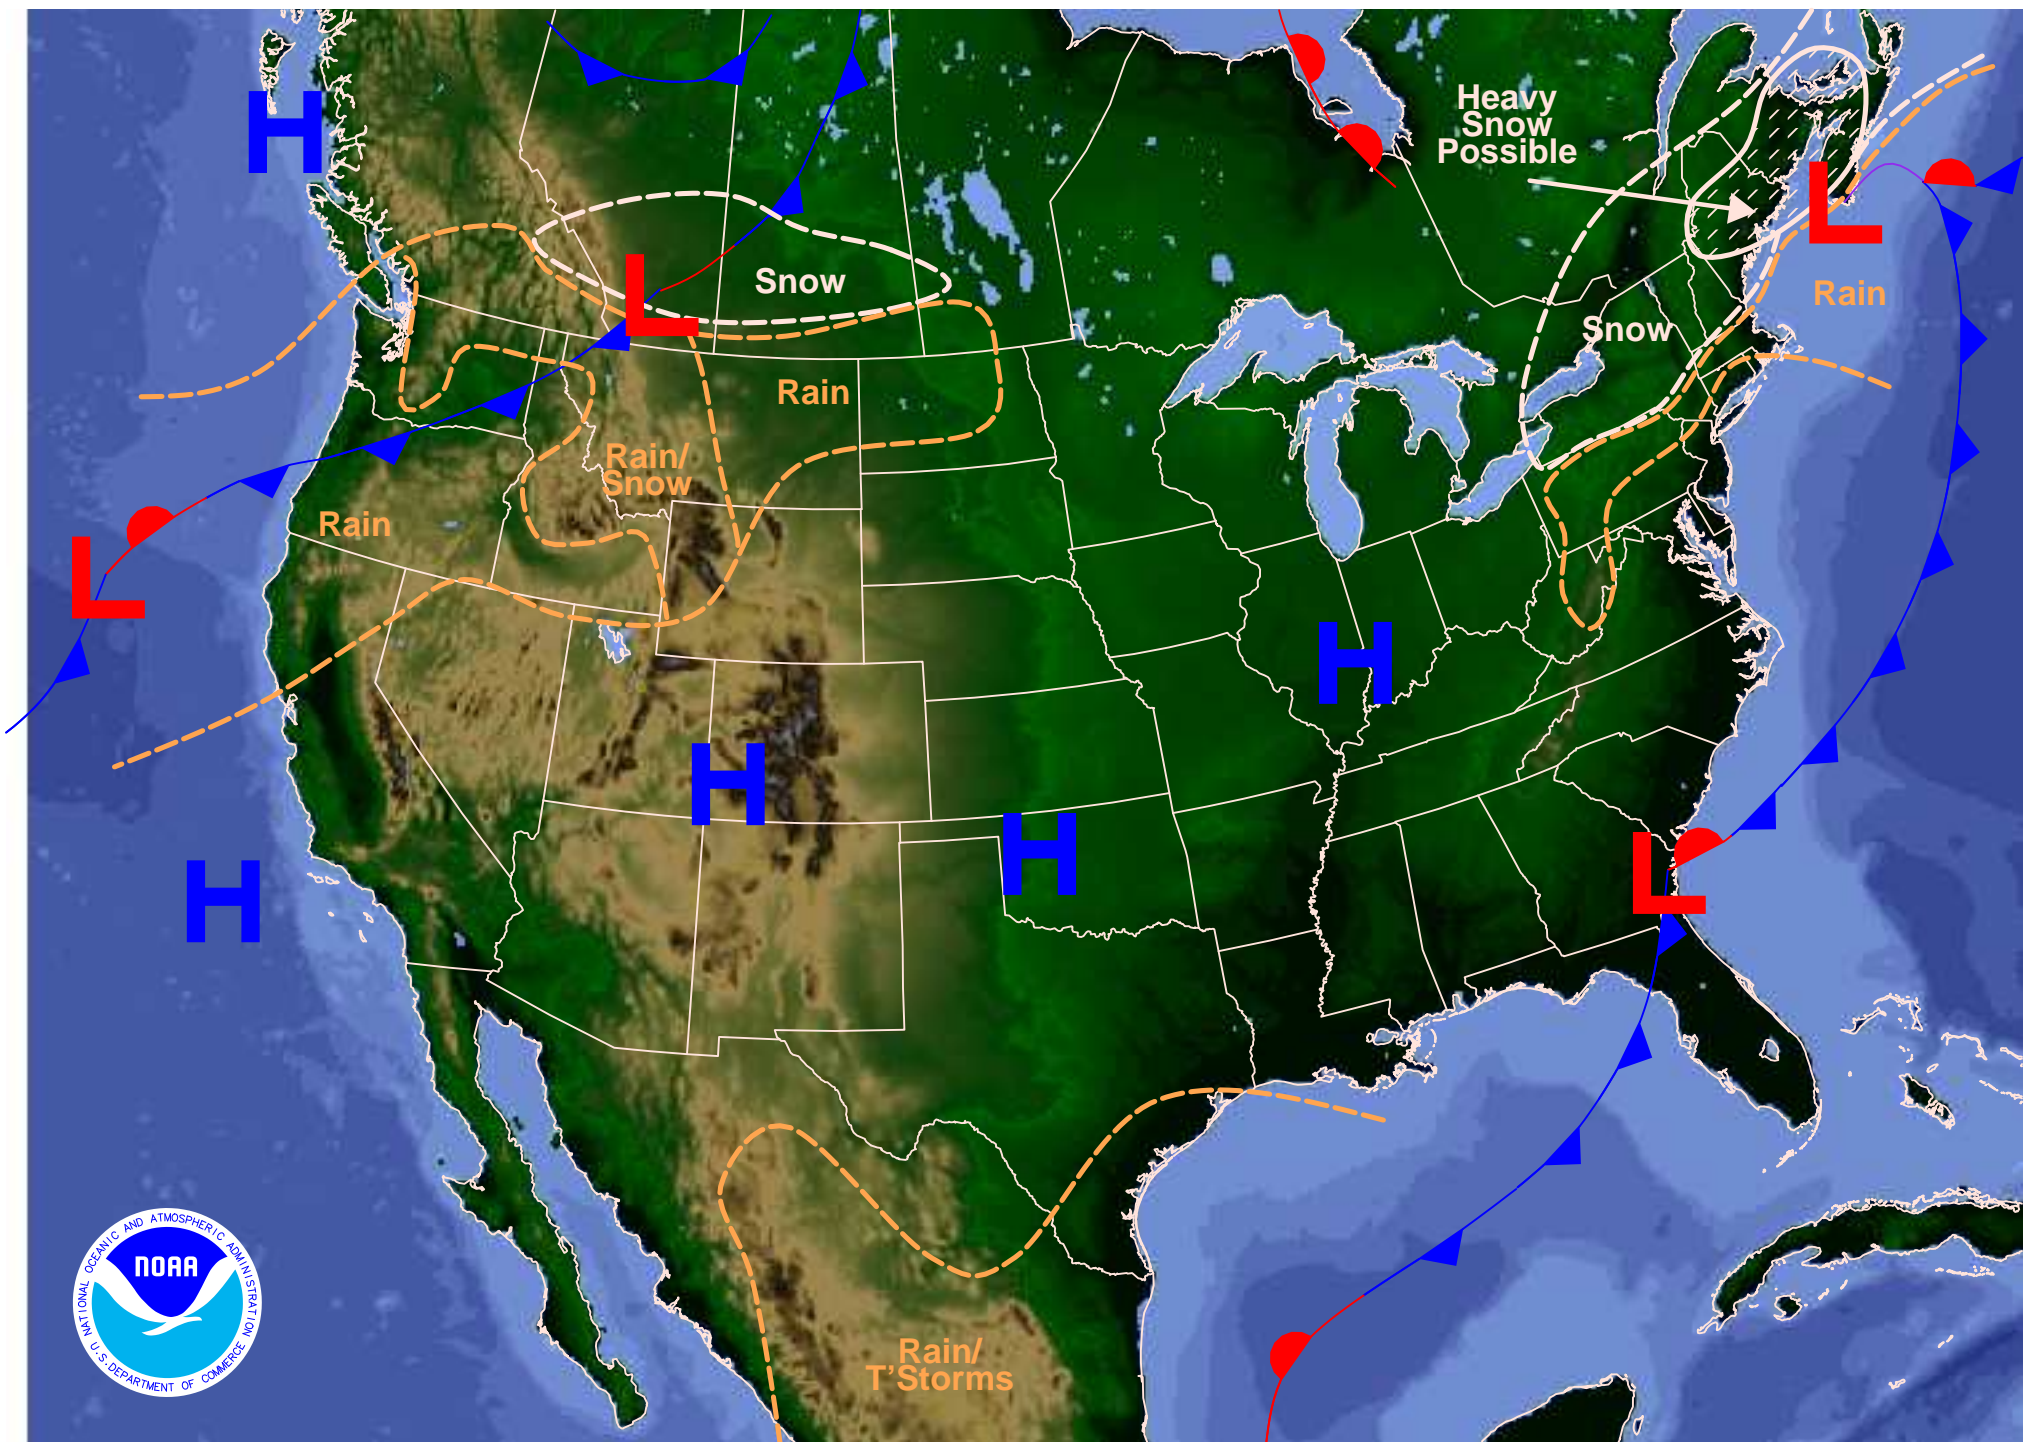 H
Heavy
Snow
Possible
L
L
Snow
Rain
Snow
Rain
Rain/
Snow
Rain
L
H
H
H
H
L
NATIONAL OCEANIC AND ATMOSPHERIC ADMINISTRATION
NOAA
U.S. DEPARTMENT OF COMMERCE
Rain/
T'Storms